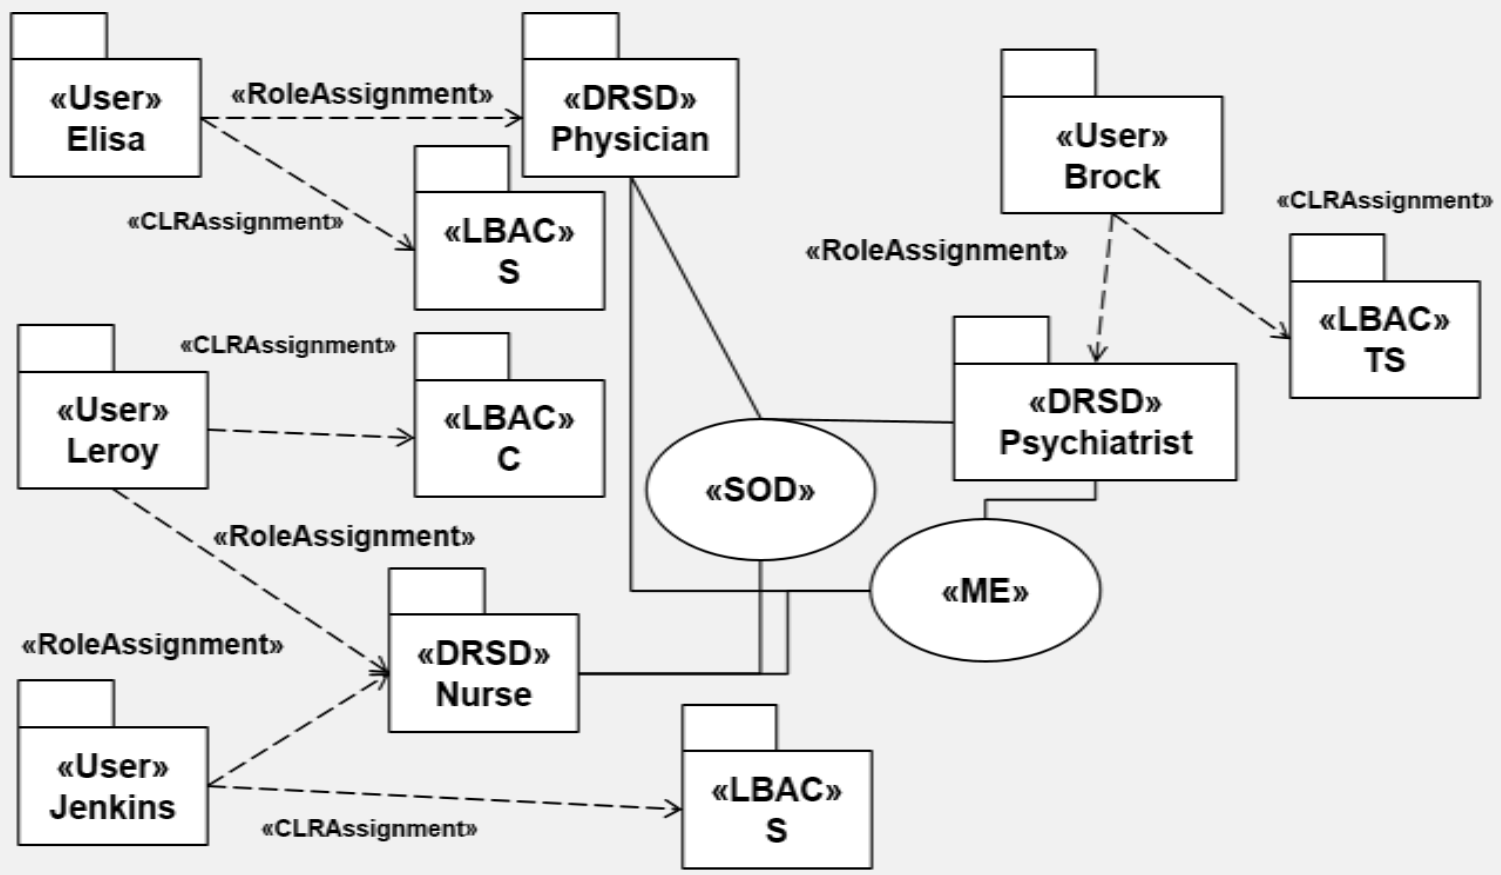 «User»
Elisa
«RoleAssignment»
«DRSD»
Physician
«CLRAssignment»
«LBAC»
S
«User»
Brock
«RoleAssignment»
«CLRAssignment»
«LBAC»
TS
«User»
Leroy
«CLRAssignment»
«LBAC»
C
«DRSD»
Psychiatrist
«SOD»
«ME»
«RoleAssignment»
«RoleAssignment»
«DRSD»
Nurse
«User»
Jenkins
«CLRAssignment»
«LBAC»
S